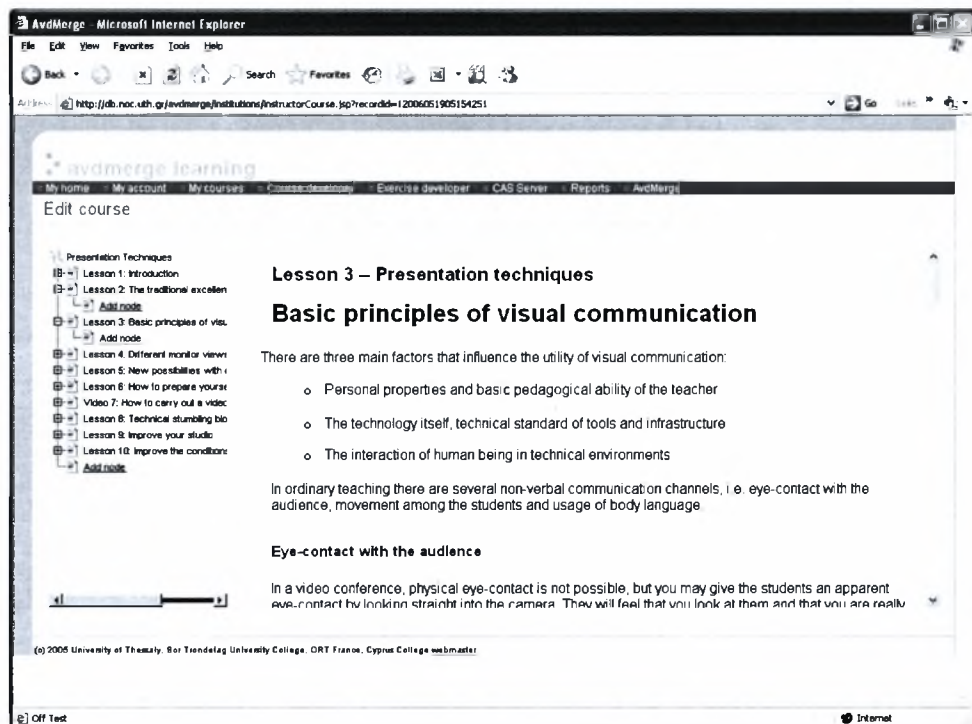 AvdMerge - Microsoft Internet Explorer
File Edit View Favorites Tools Help
Back Search Favorites
Address http://db.noc.uth.gr/avdmerge/institutions/instructorCourse.jsp?recordid=12006051905154251 Go Links »
avdmerge learning
My home My account My courses Course developer Exercise developer CAS Server Reports AvdMerge
Edit course
Presentation Techniques
Lesson 1: Introduction
Lesson 2: The traditional excellen
Add node
Lesson 3: Basic principles of visu
Add node
Lesson 4: Different monitor views
Lesson 5: New possibilities with
Lesson 6: How to prepare yourse
Video 7: How to carry out a videc
Lesson 8: Technical stumbling blo
Lesson 9: Improve your studio
Lesson 10: Improve the conditions
Add node
Lesson 3 – Presentation techniques
Basic principles of visual communication
There are three main factors that influence the utility of visual communication:
o Personal properties and basic pedagogical ability of the teacher
o The technology itself, technical standard of tools and infrastructure
o The interaction of human being in technical environments
In ordinary teaching there are several non-verbal communication channels, i.e. eye-contact with the
audience, movement among the students and usage of body language
Eye-contact with the audience
In a video conference, physical eye-contact is not possible, but you may give the students an apparent
eye-contact by looking straight into the camera. They will feel that you look at them and that you are really
(c) 2005 University of Thessaly, Sor Trondelag University College, ORT France, Cyprus College webmaster
Off Test
Internet